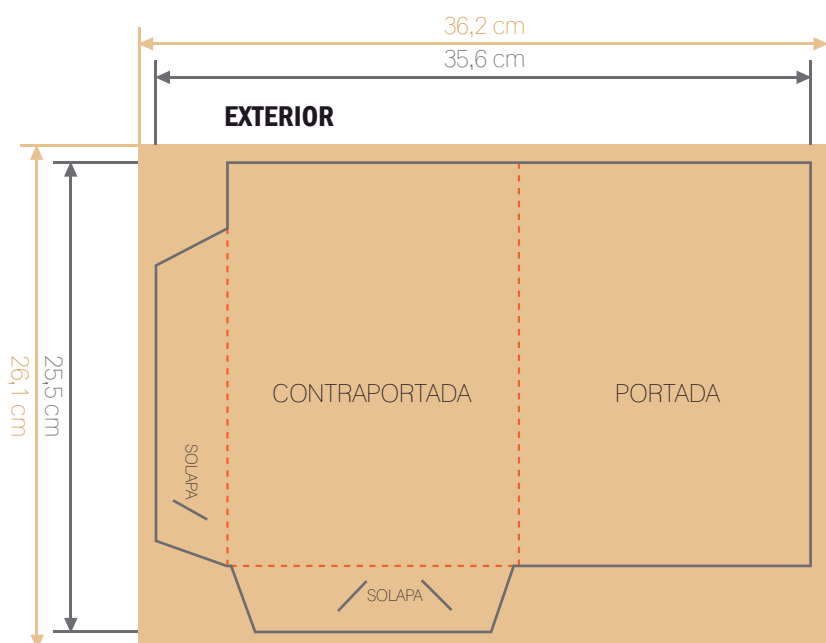 36,2 cm
35,6 cm
EXTERIOR
26,1 cm
25,5 cm
CONTRAPORTADA
PORTADA
SOLAPA
SOLAPA